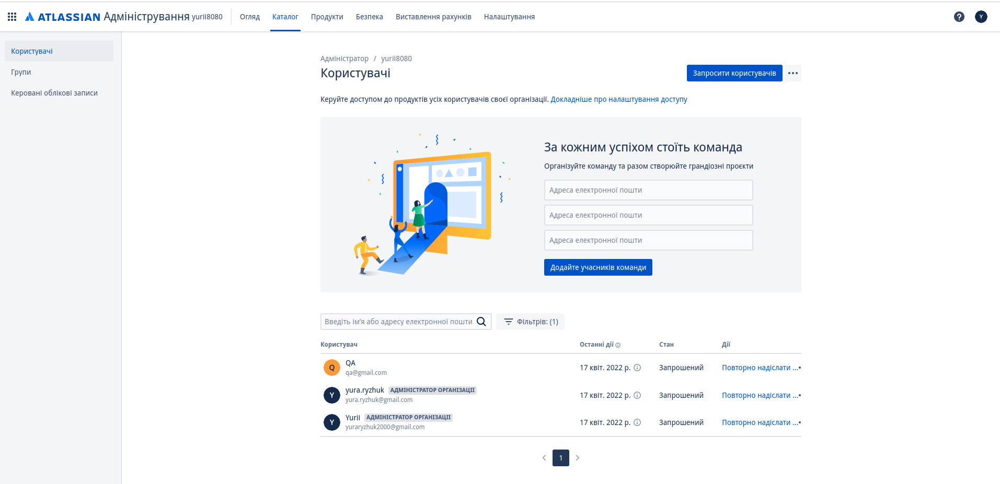 ATLASSIAN Адміністрування yurii8080 Огляд Каталог Продукти Безпека Виставлення рахунків Налаштування ? Y
Користувачі
Групи
Керовані облікові записи
Адміністратор / yurii8080
Користувачі
Запросити користувачів
Керуйте доступом до продуктів усіх користувачів своєї організації. Докладніше про налаштування доступу
За кожним успіхом стоїть команда
Організуйте команду та разом створюйте грандіозні проєкти
Адреса електронної пошти
Адреса електронної пошти
Адреса електронної пошти
Додайте учасників команди
Введіть ім'я або адресу електронної пошти Фільтрів: (1)
Користувач Останні дії Стан Дії
Q QA 17 квіт. 2022 р. Запрошений Повторно надіслати ...
qa@gmail.com
Y yura.ryzhuk АДМІНІСТРАТОР ОРГАНІЗАЦІЇ 17 квіт. 2022 р. Запрошений Повторно надіслати ...
yura.ryzhuk@gmail.com
Y Yurii АДМІНІСТРАТОР ОРГАНІЗАЦІЇ 17 квіт. 2022 р. Запрошений Повторно надіслати ...
yuraryzhuk2000@gmail.com
1